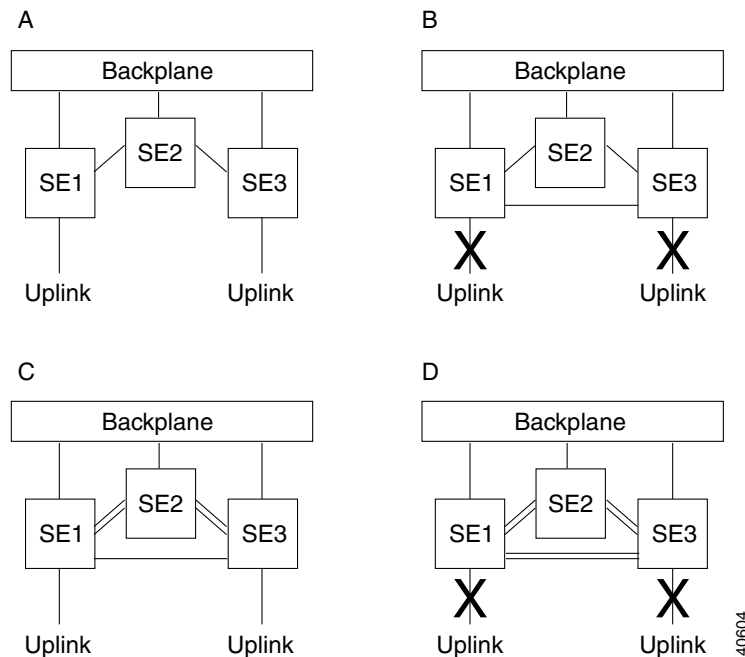 A
Backplane
SE1
SE2
SE3
Uplink
Uplink
B
Backplane
SE1
SE2
SE3
X
X
Uplink
Uplink
C
Backplane
SE1
SE2
SE3
Uplink
Uplink
D
Backplane
SE1
SE2
SE3
X
X
Uplink
Uplink
40604